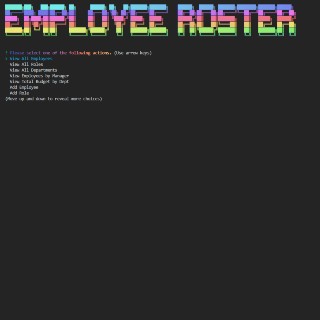 EMPLOYEE ROSTER
? Please select one of the following actions. (Use arrow keys)
> View All Employees
View All Roles
View All Departments
View Employees by Manager
View Total Budget by Dept
Add Employee
Add Role
(Move up and down to reveal more choices)